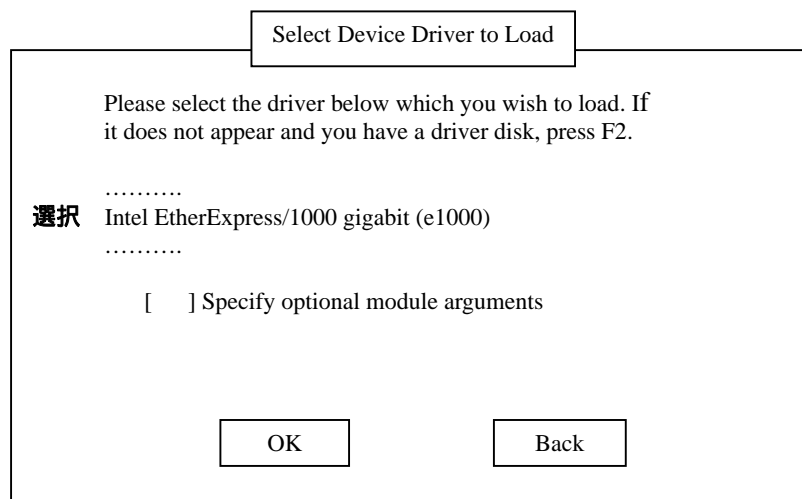 Select Device Driver to Load
Please select the driver below which you wish to load. If
it does not appear and you have a driver disk, press F2.
……….
選択 Intel EtherExpress/1000 gigabit (e1000)
……….
[ ] Specify optional module arguments
OK Back